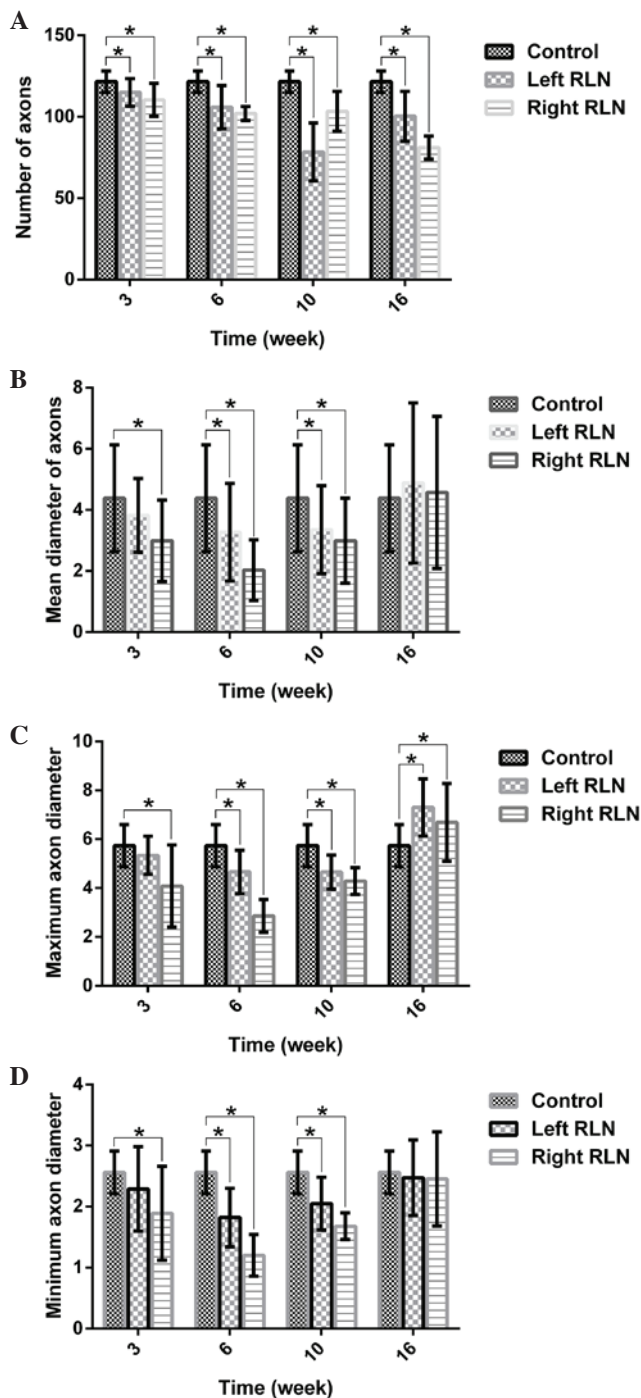 A
Number of axons
150
100
50
0
* * * * * * * *
3 6 10 16
Time (week)
Control
Left RLN
Right RLN
B
Mean diameter of axons
8
6
4
2
0
* * * * *
3 6 10 16
Time (week)
Control
Left RLN
Right RLN
C
Maximum axon diameter
10
8
6
4
2
0
* * * * * * *
3 6 10 16
Time (week)
Control
Left RLN
Right RLN
D
Minimum axon diameter
4
3
2
1
0
* * * * *
3 6 10 16
Time (week)
Control
Left RLN
Right RLN